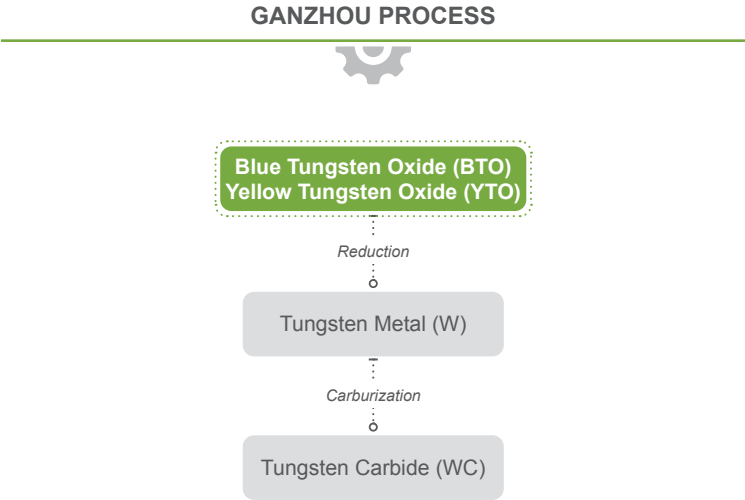 GANZHOU PROCESS
Blue Tungsten Oxide (BTO)
Yellow Tungsten Oxide (YTO)
Reduction
Tungsten Metal (W)
Carburization
Tungsten Carbide (WC)